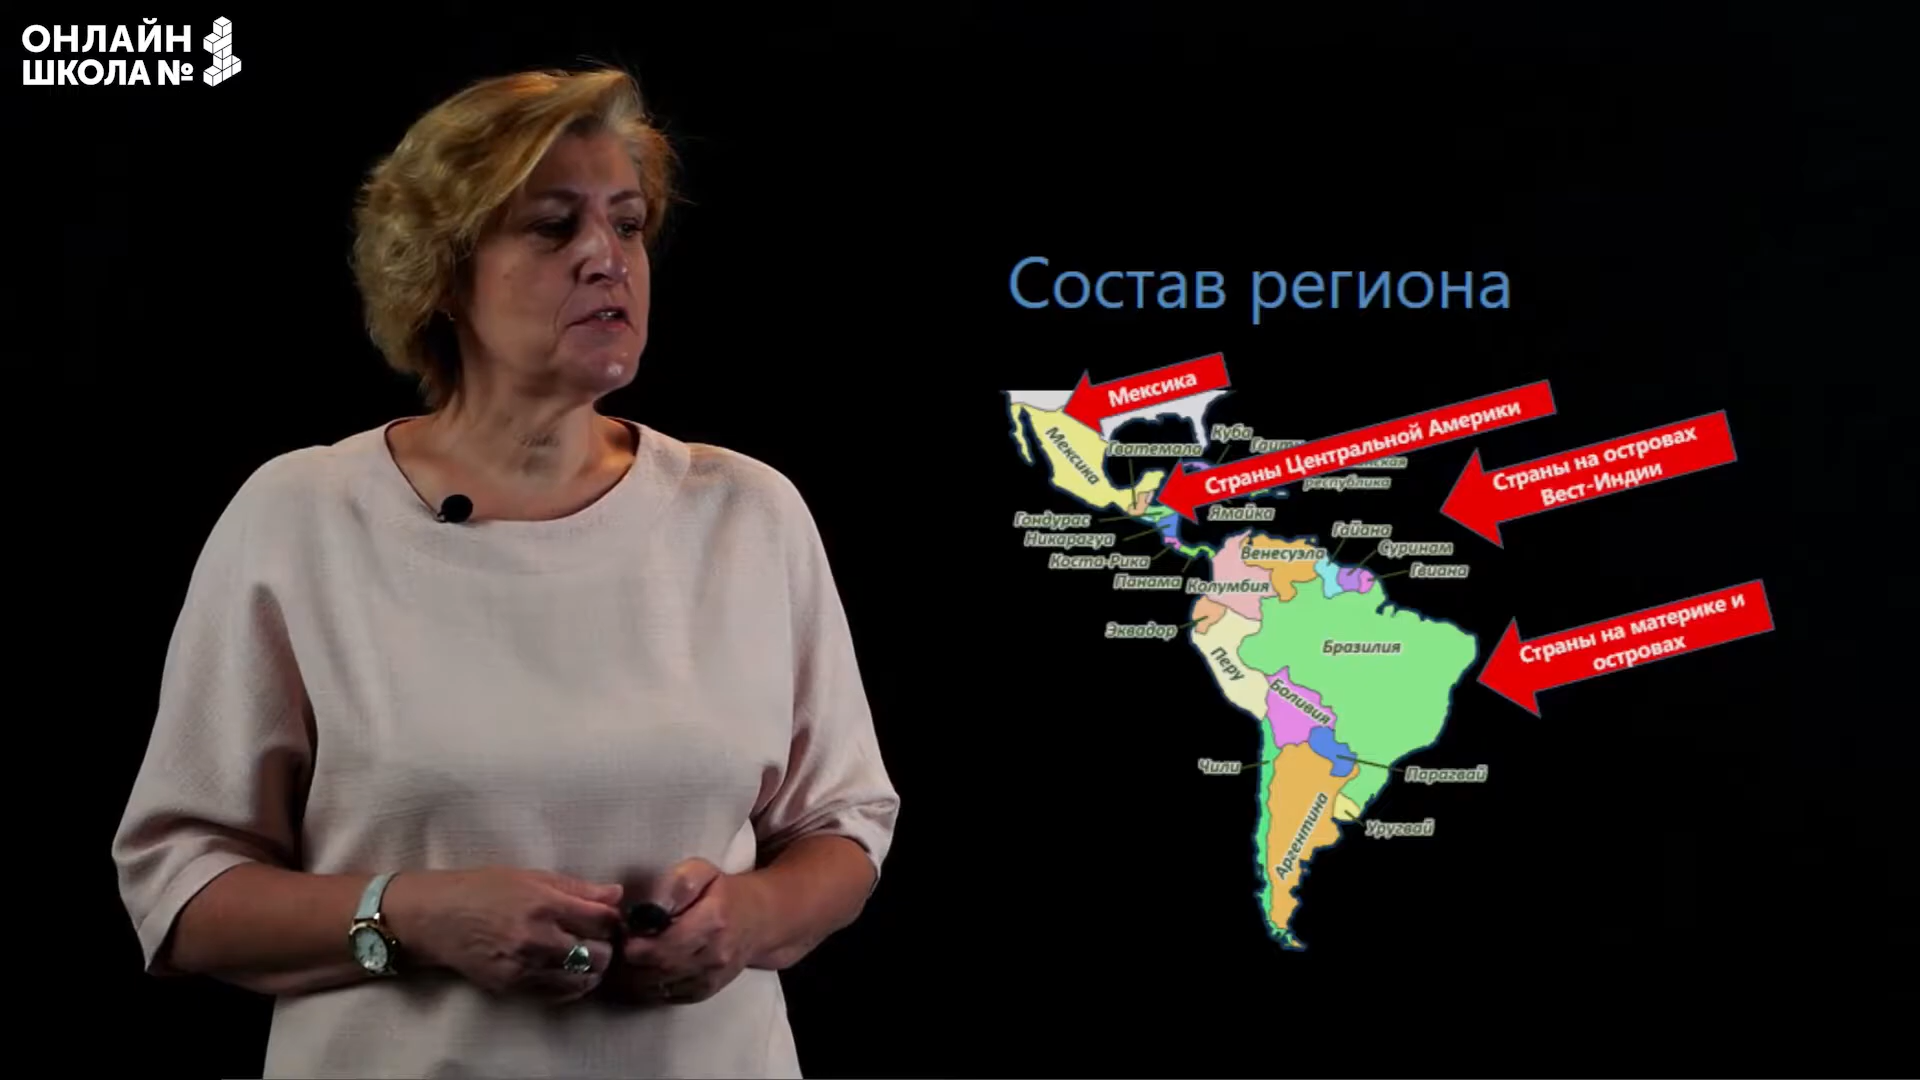 ОНЛАЙН
ШКОЛА №1
Состав региона
Мексика
Страны Центральной Америки
Страны на островах
Вест-Индии
Страны на материке и
островах
Мексика
Гватемала
Куба
республика
Ямайка
Гондурас
Никарагуа
Коста-Рика
Панама
Колумбия
Венесуэла
Гайана
Суринам
Гвиана
Эквадор
Перу
Бразилия
Боливия
Чили
Парагвай
Аргентина
Уругвай